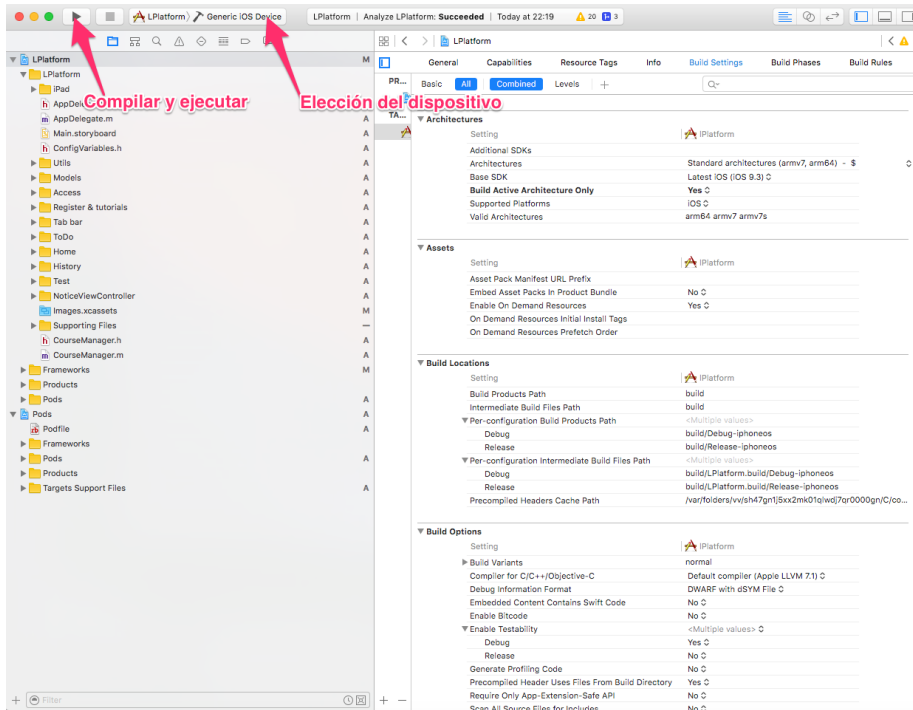 LPlatform Generic iOS Device LPlatform | Analyze LPlatform: Succeeded | Today at 22:19 20 3
LPlatform
LPlatform M
General Capabilities Resource Tags Info Build Settings Build Phases Build Rules
LPlatform
iPad
PR... Basic All Combined Levels
Compilar y ejecutar
Elección del dispositivo
AppDelegate.m A
TA...
Main.storyboard A
ConfigVariables.h A
Utils A
Models A
Access A
Register & tutorials A
Tab bar A
ToDo A
Home A
History A
Test A
NoticeViewController A
Images.xcassets M
Supporting Files
CourseManager.h A
CourseManager.m A
Frameworks M
Products
Pods A
Pods A
Podfile A
Frameworks
Pods A
Products
Targets Support Files A
Filter
Architectures
Setting lPlatform
Additional SDKs
Architectures Standard architectures (armv7, arm64) - $
Base SDK Latest iOS (iOS 9.3)
Build Active Architecture Only Yes
Supported Platforms iOS
Valid Architectures arm64 armv7 armv7s
Assets
Setting lPlatform
Asset Pack Manifest URL Prefix
Embed Asset Packs In Product Bundle No
Enable On Demand Resources Yes
On Demand Resources Initial Install Tags
On Demand Resources Prefetch Order
Build Locations
Setting lPlatform
Build Products Path build
Intermediate Build Files Path build
Per-configuration Build Products Path <Multiple values>
Debug build/Debug-iphoneos
Release build/Release-iphoneos
Per-configuration Intermediate Build Files Path <Multiple values>
Debug build/LPlatform.build/Debug-iphoneos
Release build/LPlatform.build/Release-iphoneos
Precompiled Headers Cache Path
Build Options
Setting lPlatform
Build Variants normal
Compiler for C/C++/Objective-C Default compiler (Apple LLVM 7.1)
Debug Information Format DWARF with dSYM File
Embedded Content Contains Swift Code No
Enable Bitcode No
Enable Testability <Multiple values>
Debug Yes
Release No
Generate Profiling Code No
Precompiled Header Uses Files From Build Directory Yes
Require Only App-Extension-Safe API No
Scan All Source Files for Includes No